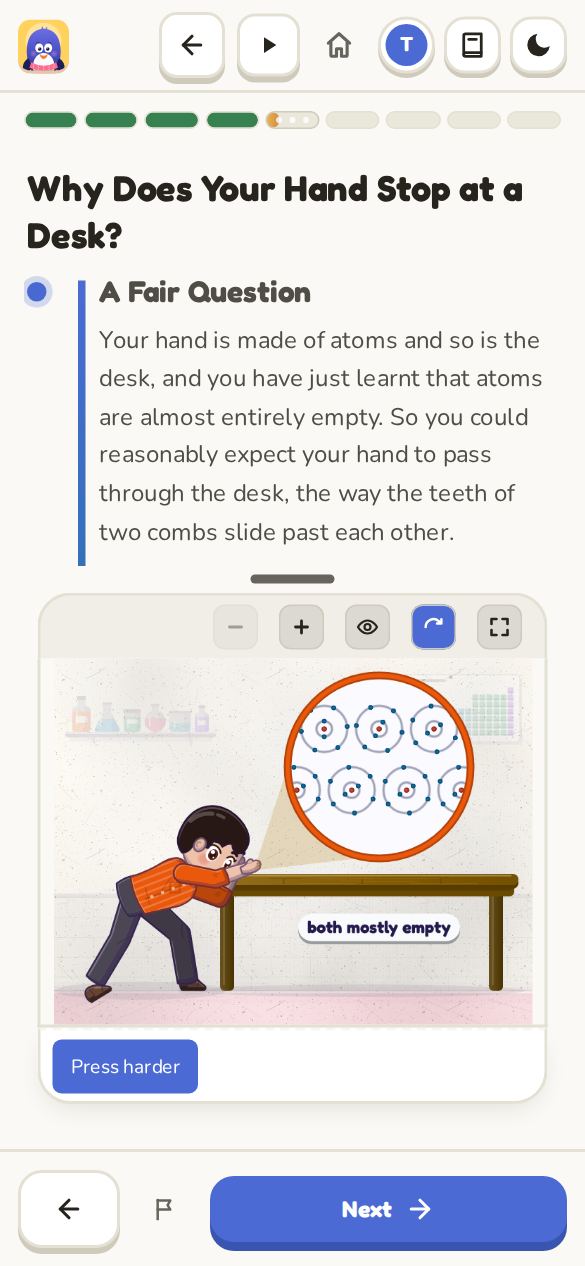 T
Why Does Your Hand Stop at a
Desk?
A Fair Question
Your hand is made of atoms and so is the
desk, and you have just learnt that atoms
are almost entirely empty. So you could
reasonably expect your hand to pass
through the desk, the way the teeth of
two combs slide past each other.
both mostly empty
Press harder
Next